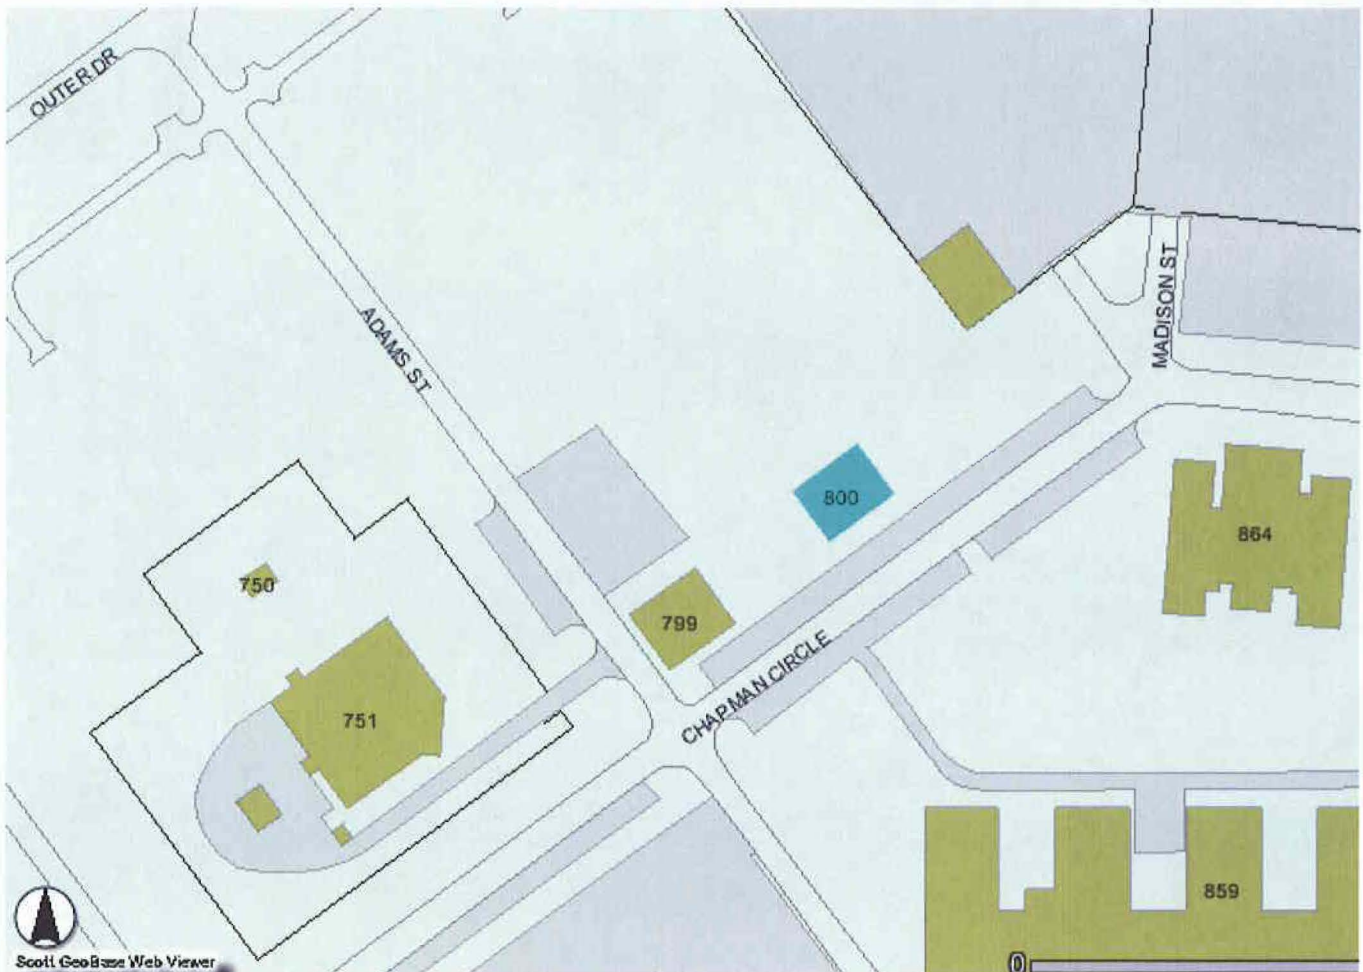 OUTER DR
MADISON ST
ADAMS ST
800
864
750
799
CHAPMAN CIRCLE
751
859
Scott GeoBase Web Viewer
0